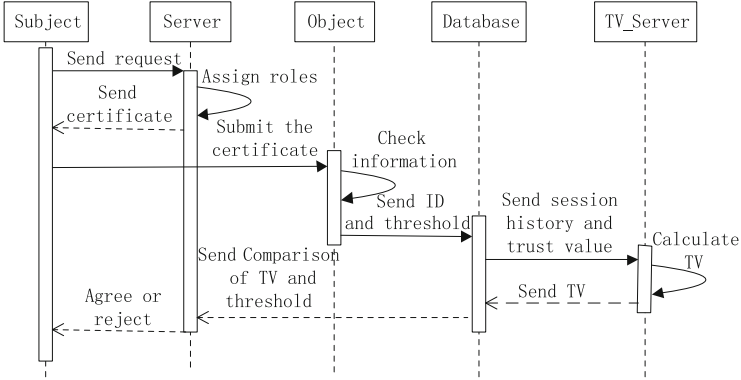 Subject
Server
Object
Database
TV_Server
Send request
Assign roles
Send
certificate
Submit the
certificate
Check
information
Send ID
and threshold
Send session
history and
trust value
Calculate
TV
Send TV
Send Comparison
of TV and
threshold
Agree or
reject